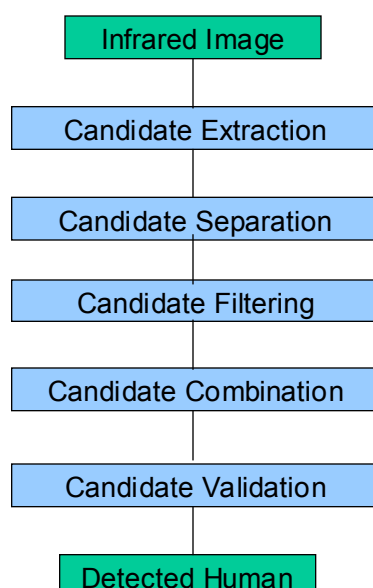 Infrared Image
Candidate Extraction
Candidate Separation
Candidate Filtering
Candidate Combination
Candidate Validation
Detected Human